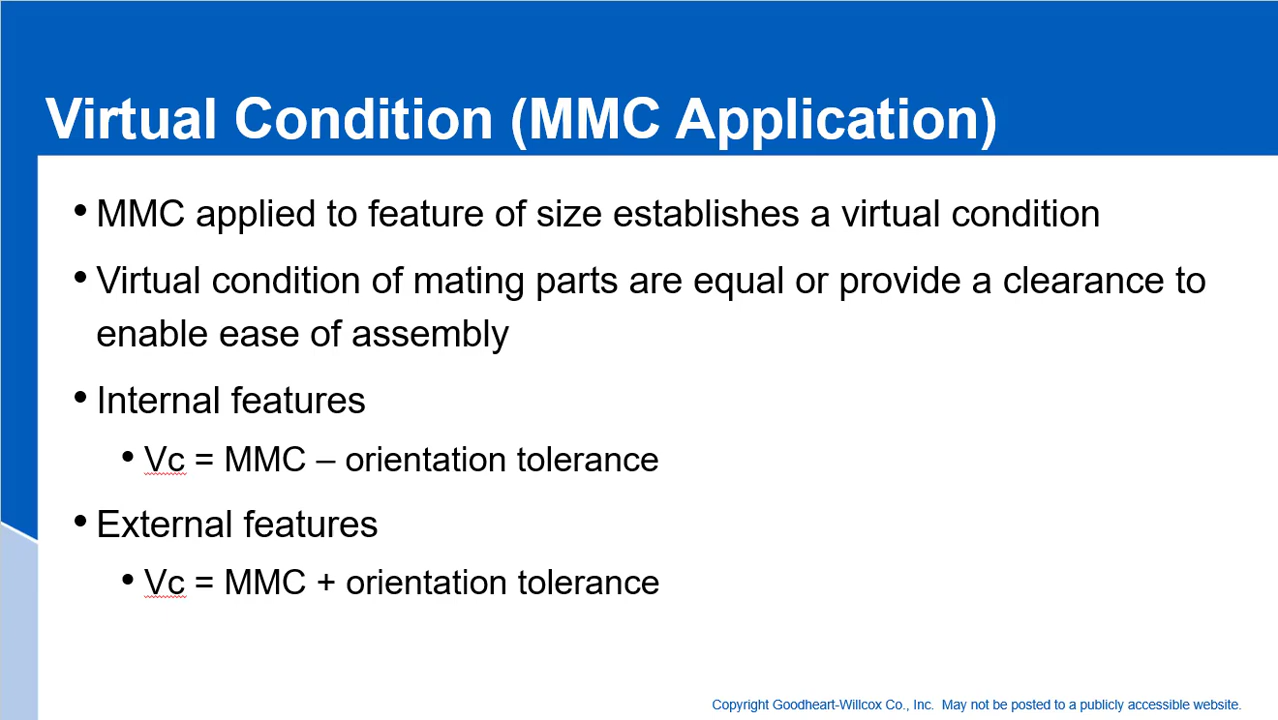 Virtual Condition (MMC Application)
• MMC applied to feature of size establishes a virtual condition
• Virtual condition of mating parts are equal or provide a clearance to
enable ease of assembly
• Internal features
• Vc = MMC – orientation tolerance
• External features
• Vc = MMC + orientation tolerance
Copyright Goodheart-Willcox Co., Inc. May not be posted to a publicly accessible website.